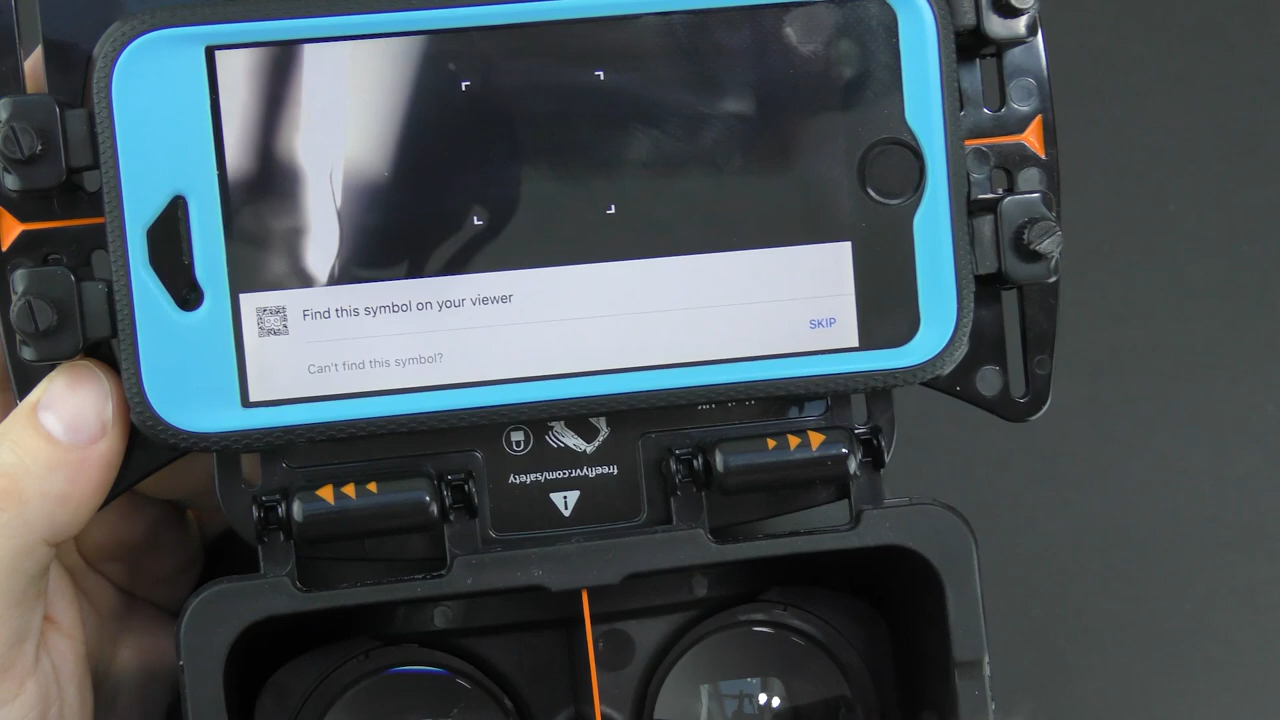 Find this symbol on your viewer
SKIP
Can't find this symbol?
freeflyvr.com/safety